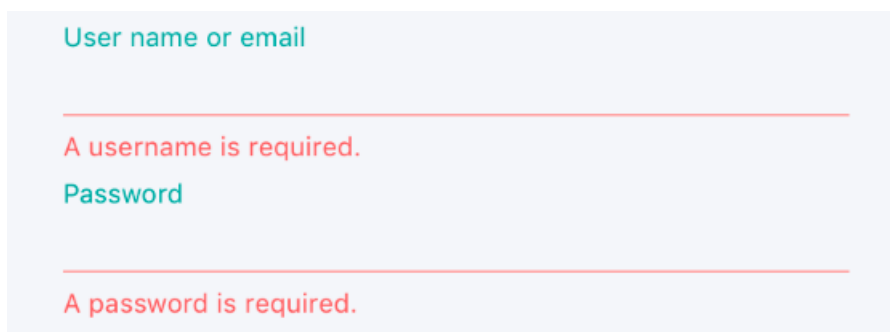 User name or email
A username is required.
Password
A password is required.